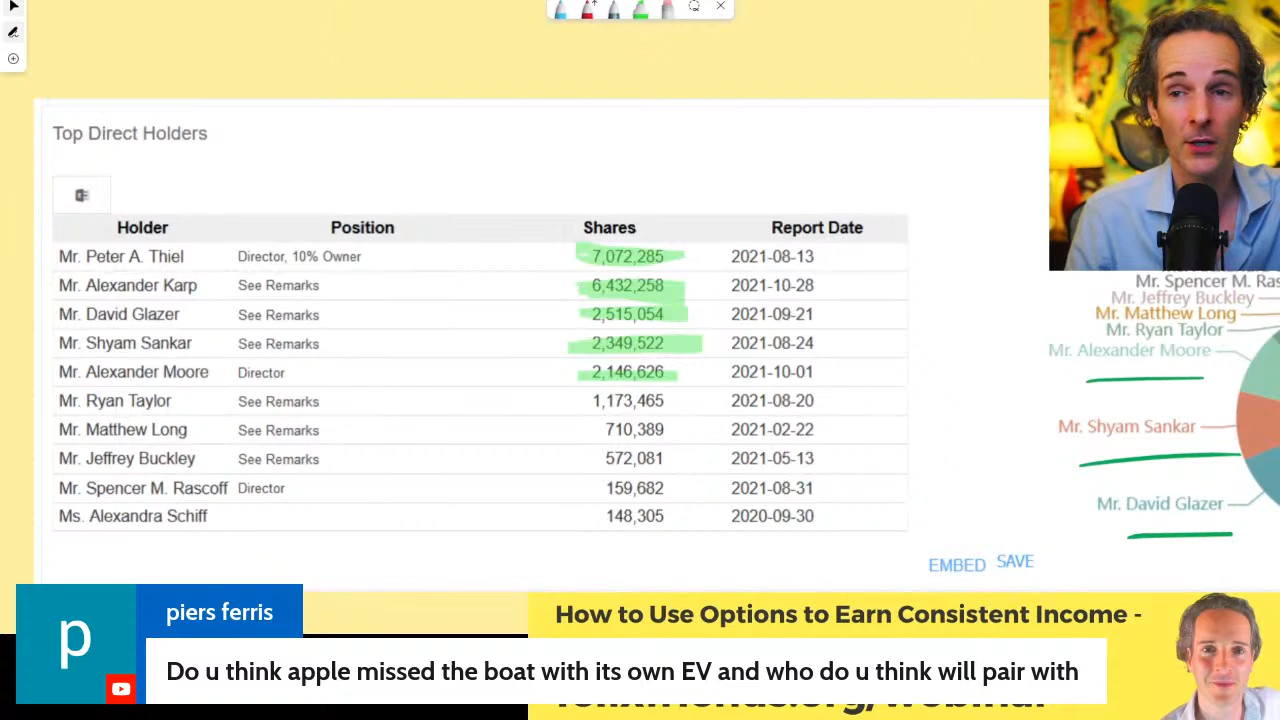 Top Direct Holders
Holder Position Shares Report Date
Mr. Peter A. Thiel Director, 10% Owner 7,072,285 2021-08-13
Mr. Alexander Karp See Remarks 6,432,258 2021-10-28
Mr. David Glazer See Remarks 2,515,054 2021-09-21
Mr. Shyam Sankar See Remarks 2,349,522 2021-08-24
Mr. Alexander Moore Director 2,146,626 2021-10-01
Mr. Ryan Taylor See Remarks 1,173,465 2021-08-20
Mr. Matthew Long See Remarks 710,389 2021-02-22
Mr. Jeffrey Buckley See Remarks 572,081 2021-05-13
Mr. Spencer M. Rascoff Director 159,682 2021-08-31
Ms. Alexandra Schiff 148,305 2020-09-30
EMBED SAVE
Mr. Spencer M. Ras
Mr. Jeffrey Buckley
Mr. Matthew Long
Mr. Ryan Taylor
Mr. Alexander Moore
Mr. Shyam Sankar
Mr. David Glazer
p
piers ferris
Do u think apple missed the boat with its own EV and who do u think will pair with
How to Use Options to Earn Consistent Income -